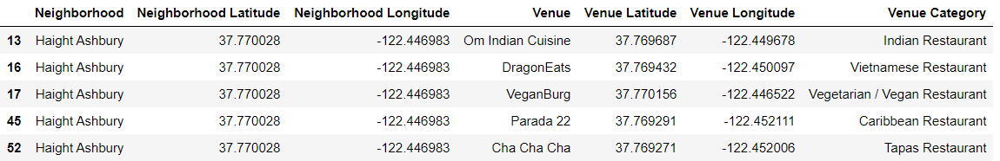 Neighborhood Neighborhood Latitude Neighborhood Longitude Venue Venue Latitude Venue Longitude Venue Category
13 Haight Ashbury 37.770028 -122.446983 Om Indian Cuisine 37.769687 -122.449678 Indian Restaurant
16 Haight Ashbury 37.770028 -122.446983 DragonEats 37.769432 -122.450097 Vietnamese Restaurant
17 Haight Ashbury 37.770028 -122.446983 VeganBurg 37.770156 -122.446522 Vegetarian / Vegan Restaurant
45 Haight Ashbury 37.770028 -122.446983 Parada 22 37.769291 -122.452111 Caribbean Restaurant
52 Haight Ashbury 37.770028 -122.446983 Cha Cha Cha 37.769271 -122.452006 Tapas Restaurant